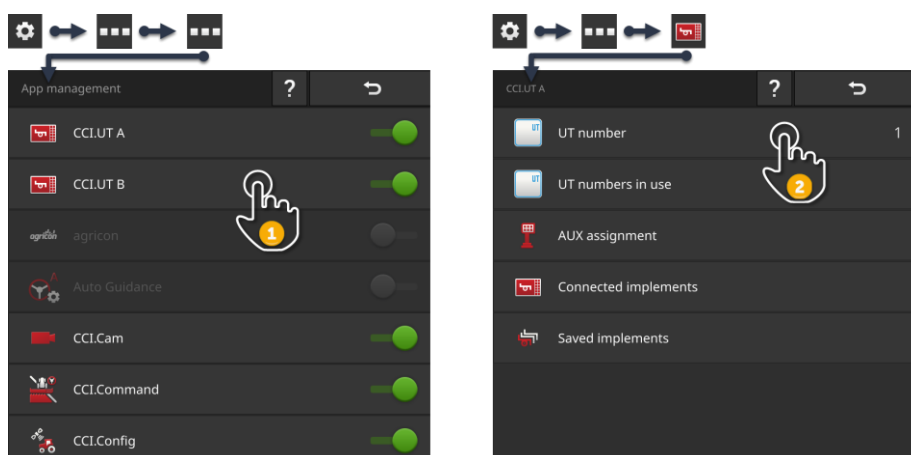 App management
?
CCI.UT A
CCI.UT B
1
agricon agricon
Auto Guidance
CCI.Cam
CCI.Command
CCI.Config
CCI.UT A
?
UT UT number 1
2
UT UT numbers in use
AUX assignment
Connected implements
Saved implements